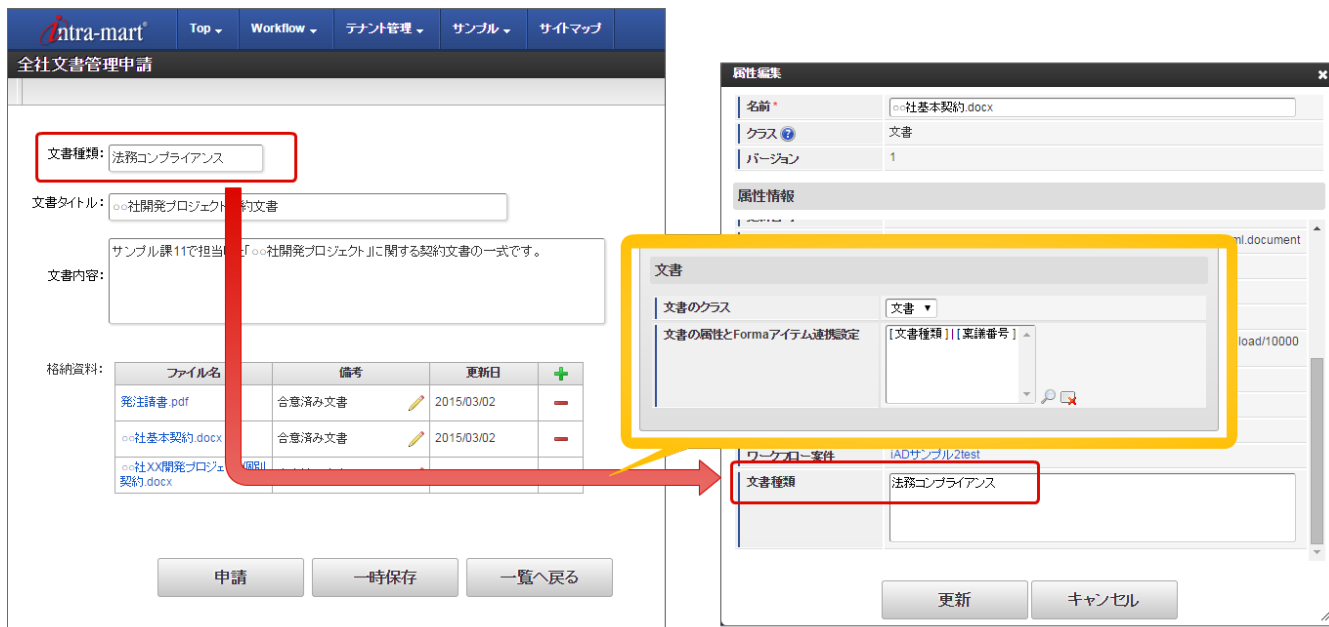 intra-mart
Top Workflow テナント管理 サンプル サイトマップ
全社文書管理申請
文書種類: 法務コンプライアンス
文書タイトル: ○○社開発プロジェクト 約文書
文書内容: サンプル課11で担当 「○○社開発プロジェクト」に関する契約文書の一式です。
格納資料:
ファイル名 備考 更新日
発注請書.pdf 合意済み文書 2015/03/02
○○社基本契約.docx 合意済み文書 2015/03/02
○○社XX開発プロジェ 個別
契約.docx
申請 一時保存 一覧へ戻る
属性編集
名前* ○○社基本契約.docx
クラス 文書
バージョン 1
属性情報
ml.document
load/10000
文書
文書のクラス 文書
文書の属性とFormaアイテム連携設定 [文書種類]|[稟議番号]
ワークフロー案件 iADサンプル2test
文書種類 法務コンプライアンス
更新 キャンセル